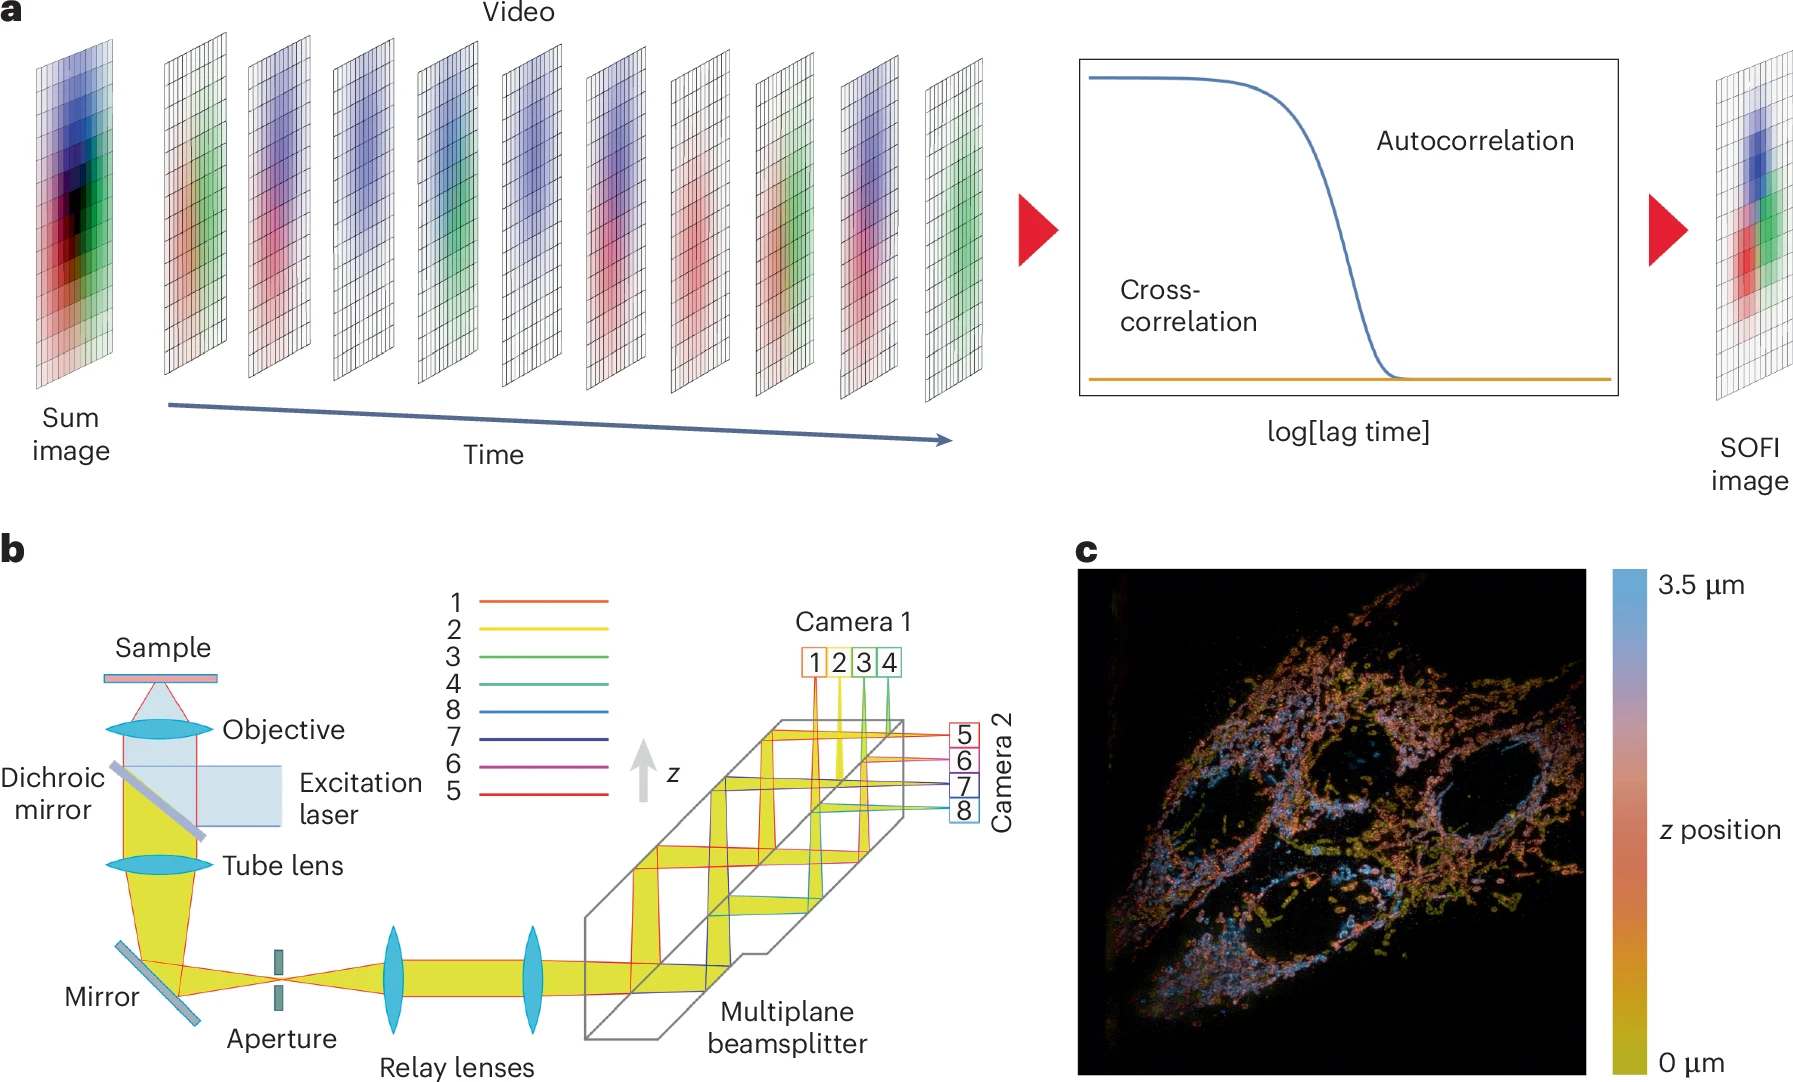 a
Video
Sum
image
Time
Autocorrelation
Cross-
correlation
log[lag time]
SOFI
image
b
Sample
Objective
Dichroic
mirror
Excitation
laser
Tube lens
Mirror
Aperture
Relay lenses
1
2
3
4
8
7
6
5
z
Camera 1
1 2 3 4
5
6
7
8
Camera 2
Multiplane
beamsplitter
c
3.5 μm
z position
0 μm